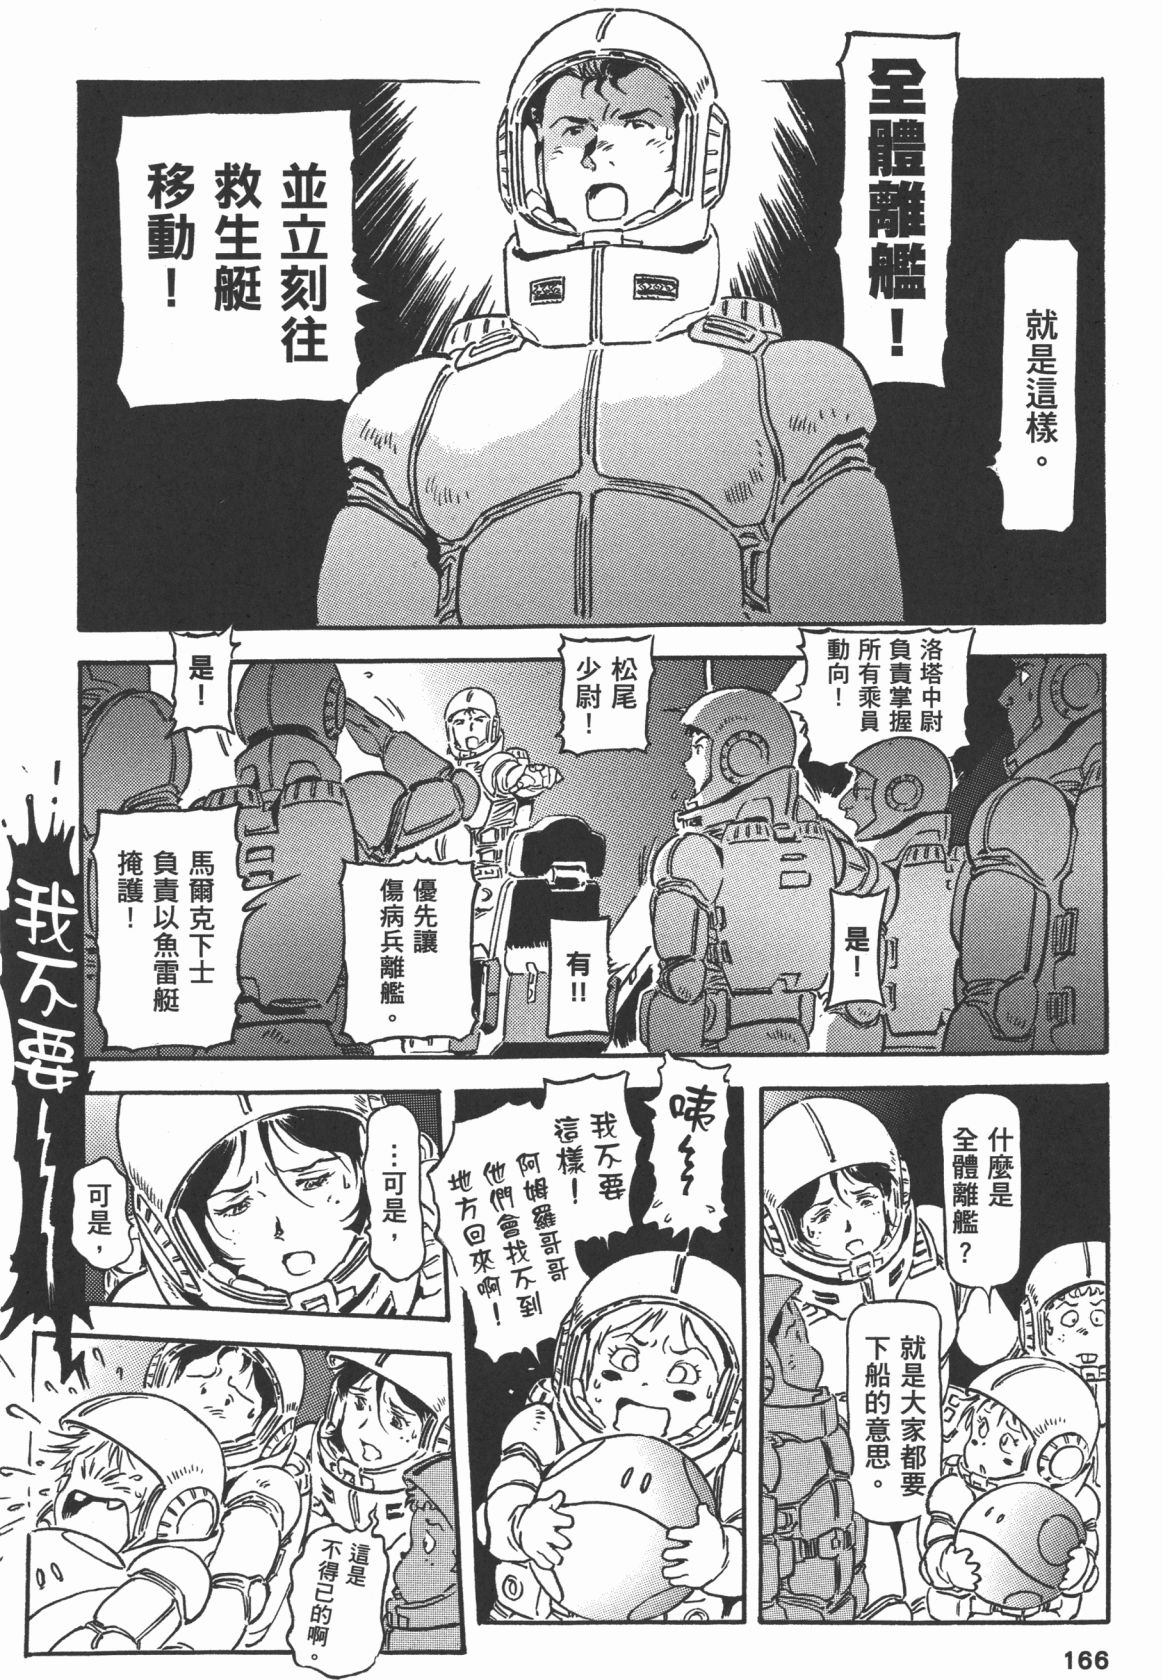 就是這樣。
全體離艦！
並立刻往
救生艇
移動！
洛塔中尉
負責掌握
所有乘員
動向！
是！
松尾
少尉！
有!!
優先讓
傷病兵離艦。
馬爾克下士
負責以魚雷艇
掩護！
是！
什麼是
全體離艦？
就是大家都要
下船的意思。
咦～
我不要
這樣！
阿姆羅哥哥
他們會找不到
地方回來啊！
…可是，
可是，
這是
不得已的啊。
我不要—！
166